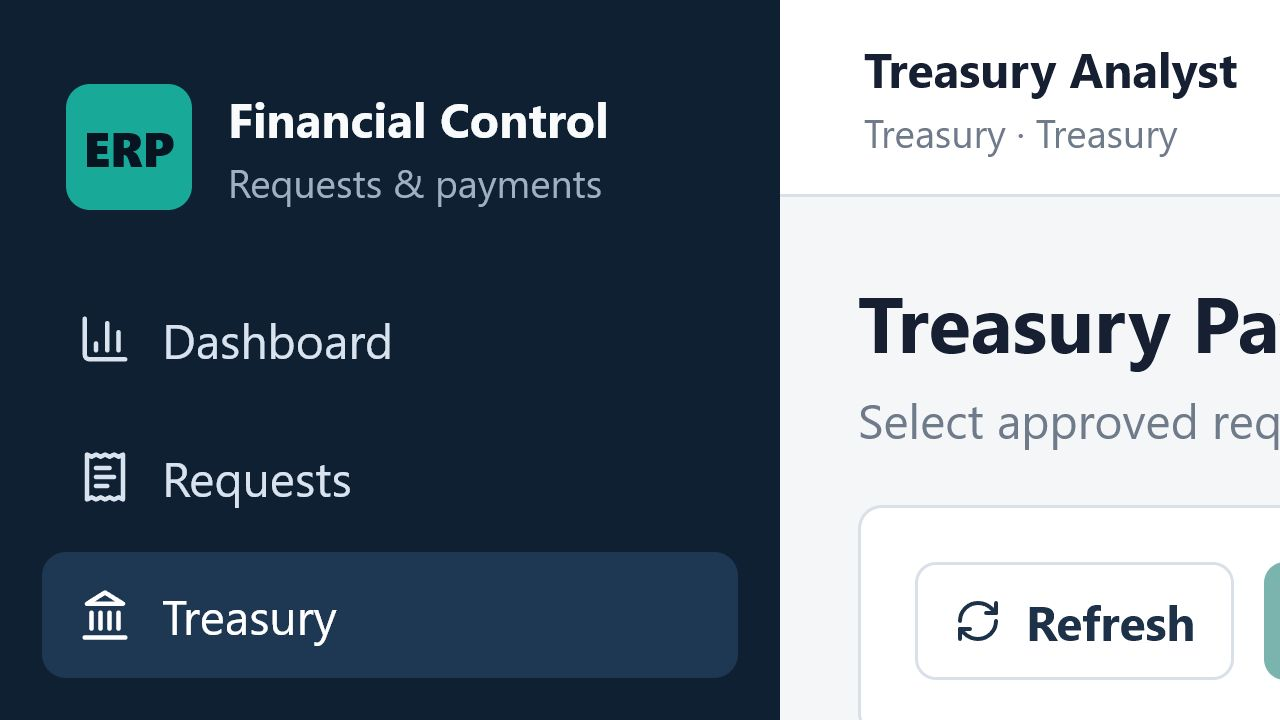 ERP
Financial Control
Requests & payments
Dashboard
Requests
Treasury
Treasury Analyst
Treasury · Treasury
Treasury Pa
Select approved req
Refresh